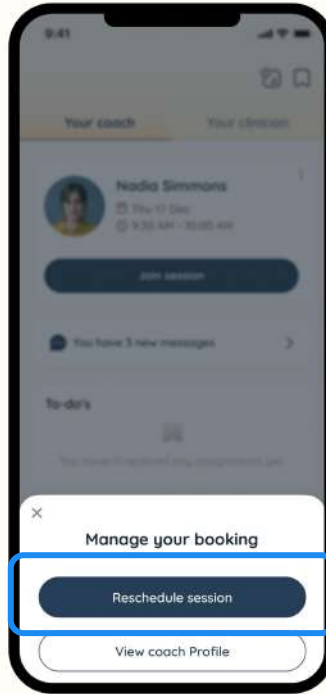 9:41
Your coach
Your clinician
Nadia Simmons
Thu 17 Dec
9:30 AM - 10:00 AM
Join session
You have 3 new messages
To-do's
Manage your booking
Reschedule session
View coach Profile